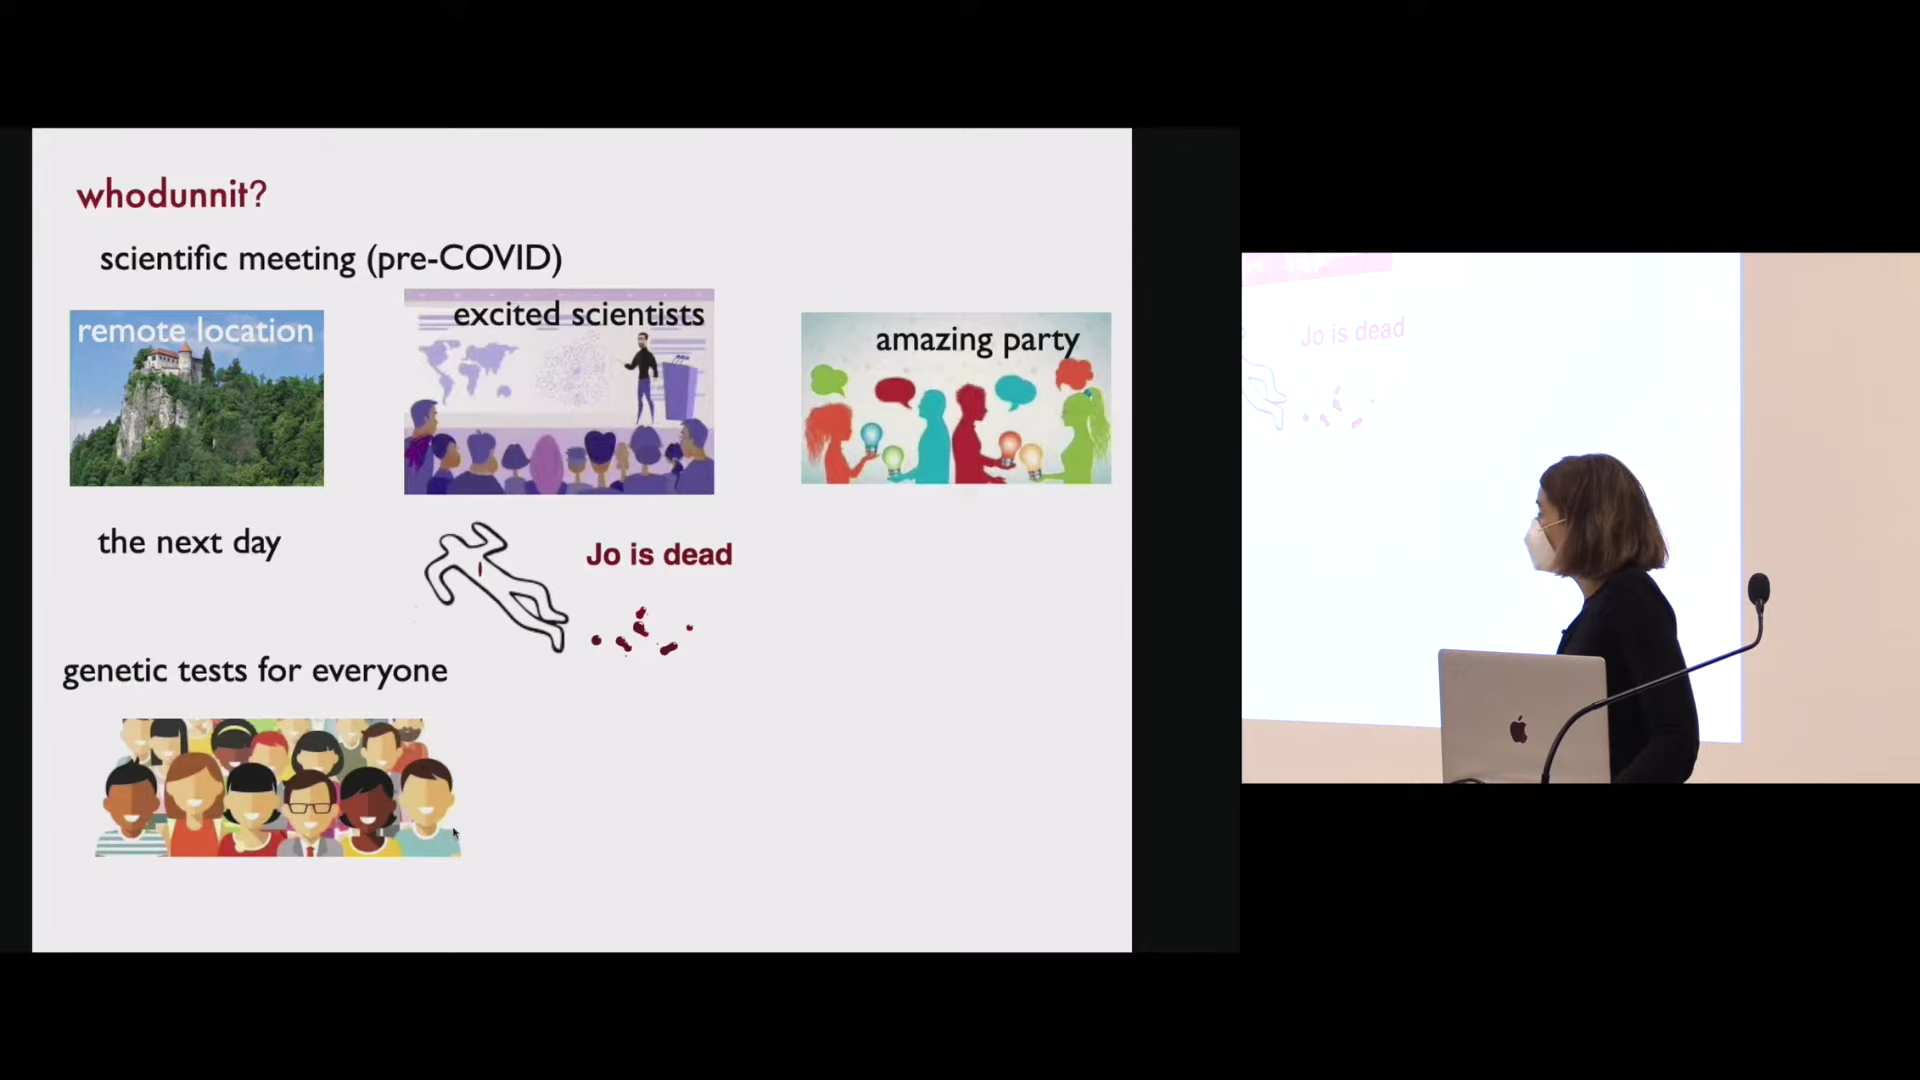 whodunnit?
scientific meeting (pre-COVID)
remote location
excited scientists
amazing party
the next day
Jo is dead
genetic tests for everyone
Jo is dead